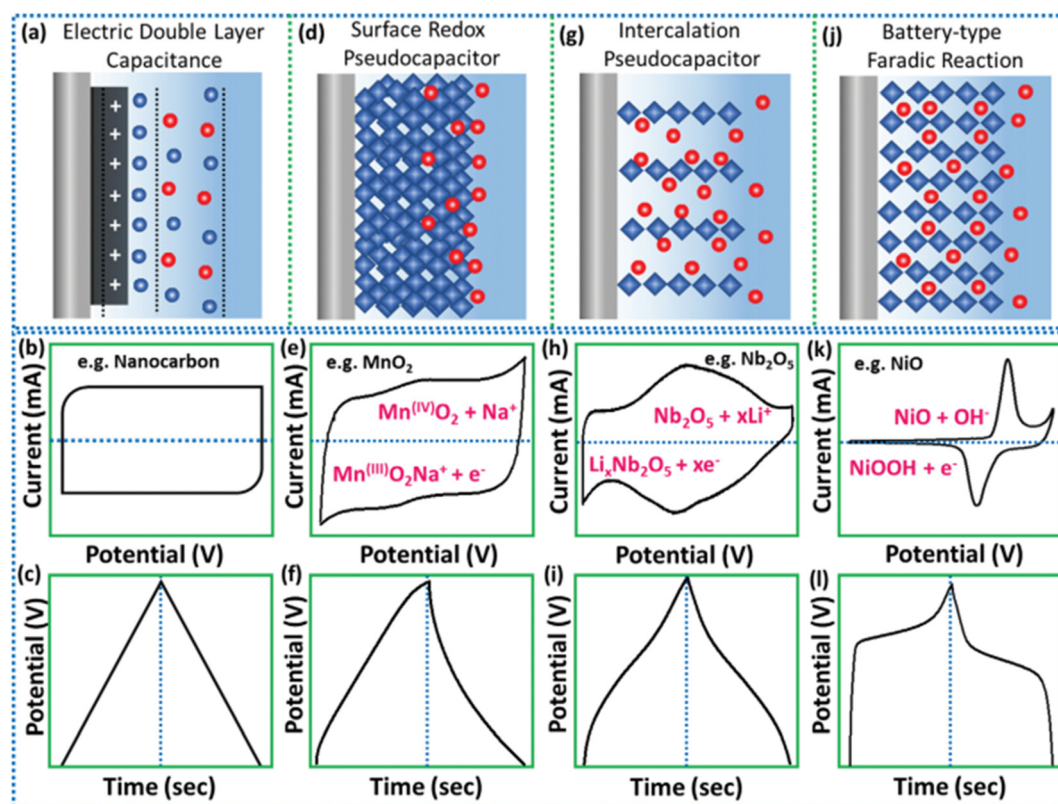 (a) Electric Double Layer
Capacitance
(d) Surface Redox
Pseudocapacitor
(g) Intercalation
Pseudocapacitor
(j) Battery-type
Faradic Reaction
+
+
+
+
+
+
+
(b) e.g. Nanocarbon
Current (mA)
Potential (V)
(e) e.g. MnO₂
Mn⁽ᴵⱽ⁾O₂ + Na⁺
Mn⁽ᴵᴵᴵ⁾O₂Na⁺ + e⁻
Current (mA)
Potential (V)
(h) e.g. Nb₂O₅
Nb₂O₅ + xLi⁺
LiₓNb₂O₅ + xe⁻
Current (mA)
Potential (V)
(k) e.g. NiO
NiO + OH⁻
NiOOH + e⁻
Current (mA)
Potential (V)
(c)
Potential (V)
Time (sec)
(f)
Potential (V)
Time (sec)
(i)
Potential (V)
Time (sec)
(l)
Potential (V)
Time (sec)